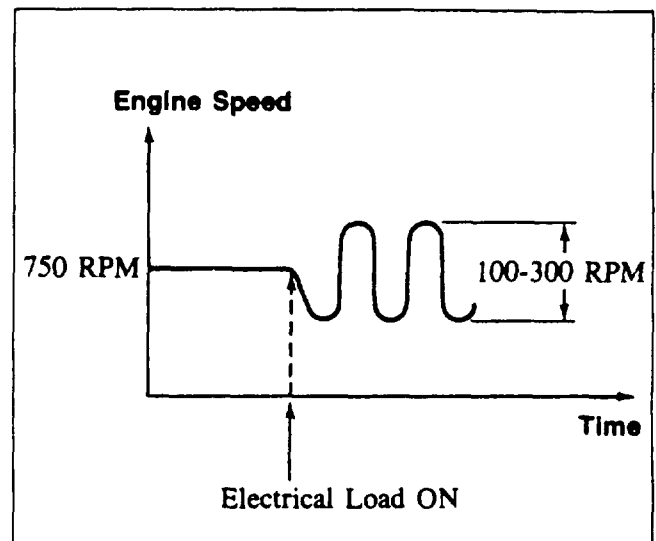 Engine Speed
750 RPM
100-300 RPM
Time
Electrical Load ON